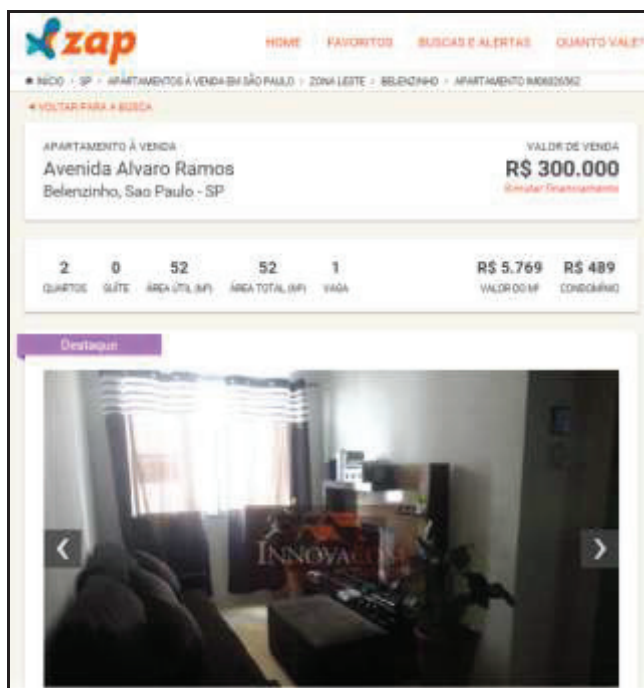 zap
HOME FAVORITOS BUSCAS E ALERTAS QUANTO VALE?
INÍCIO › SP › APARTAMENTOS À VENDA EM SÃO PAULO › ZONA LESTE › BELENZINHO › APARTAMENTO
VOLTAR PARA A BUSCA
APARTAMENTO À VENDA VALOR DE VENDA
Avenida Alvaro Ramos R$ 300.000
Belenzinho, Sao Paulo - SP Simular financiamento
2 0 52 52 1 R$ 5.769 R$ 489
QUARTOS SUÍTE ÁREA ÚTIL (M²) ÁREA TOTAL (M²) VAGA VALOR DO M² CONDOMÍNIO
Destaque